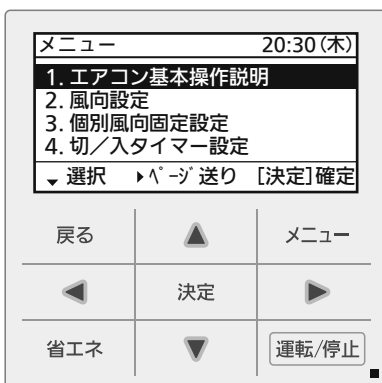 メニュー 20:30(木)
1. エアコン基本操作説明
2. 風向設定
3. 個別風向固定設定
4. 切／入タイマー設定
選択 ﾍﾟｰｼﾞ送り [決定]確定
戻る メニュー
決定
省エネ 運転/停止